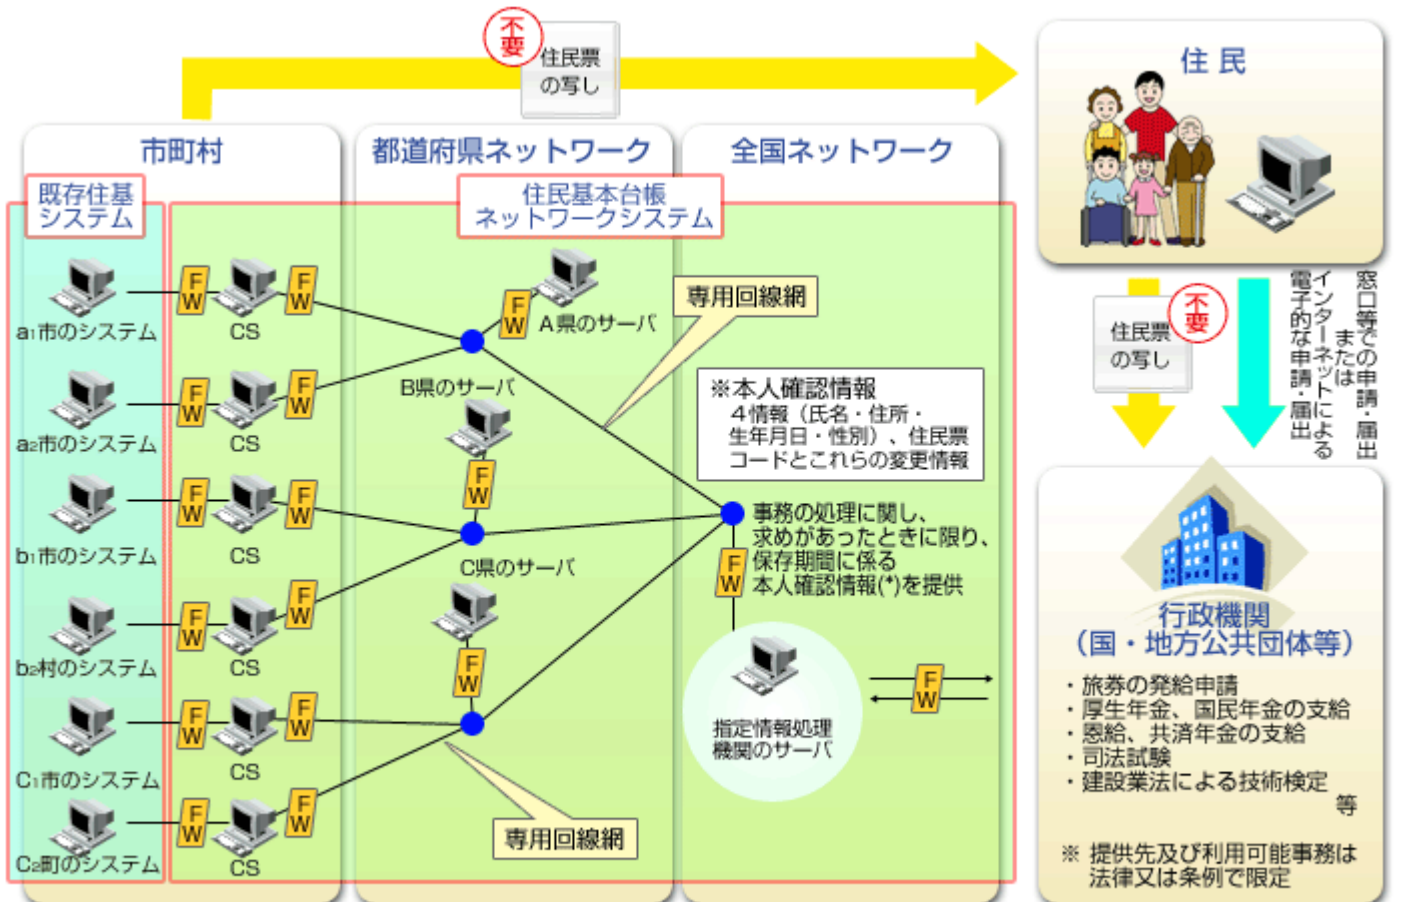 不要
住民票
の写し
市町村
都道府県ネットワーク
全国ネットワーク
既存住基
システム
住民基本台帳
ネットワークシステム
a1市のシステム
FW
CS
FW
a2市のシステム
FW
CS
FW
b1市のシステム
FW
CS
FW
b2村のシステム
FW
CS
FW
C1市のシステム
FW
CS
FW
C2町のシステム
FW
CS
FW
FW
A県のサーバ
B県のサーバ
FW
C県のサーバ
FW
専用回線網
専用回線網
※本人確認情報
4情報（氏名・住所・
生年月日・性別）、住民票
コードとこれらの変更情報
事務の処理に関し、
求めがあったときに限り、
保存期間に係る
本人確認情報(*)を提供
FW
指定情報処理
機関のサーバ
FW
住民
住民票
の写し
不要
窓口等での申請・届出
または
インターネットによる
電子的な申請・届出
行政機関
（国・地方公共団体等）
・旅券の発給申請
・厚生年金、国民年金の支給
・恩給、共済年金の支給
・司法試験
・建設業法による技術検定
等
※ 提供先及び利用可能事務は
法律又は条例で限定